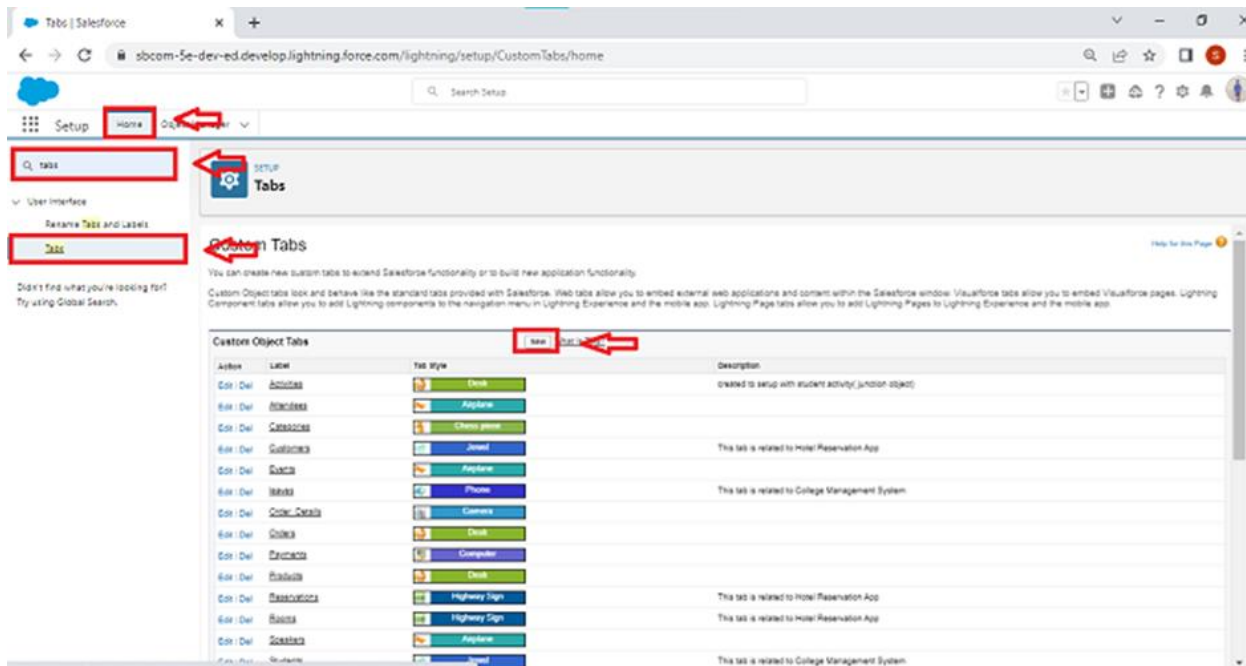 Tabs | Salesforce
sbcom-5e-dev-ed.develop.lightning.force.com/lightning/setup/CustomTabs/home
S
Search Setup
Setup
Home
tabs
SETUP
Tabs
User Interface
Rename Tabs and Labels
Tabs
Didn't find what you're looking for?
Try using Global Search.
Custom Tabs
Help for this Page
You can create new custom tabs to extend Salesforce functionality or to build new application functionality.
Custom Object tabs look and behave like the standard tabs provided with Salesforce. Web tabs allow you to embed external web applications and content within the Salesforce window. Visualforce tabs allow you to embed Visualforce pages. Lightning
Component tabs allow you to add Lightning components to the navigation menu in Lightning Experience and the mobile app. Lightning Page tabs allow you to add Lightning Pages to Lightning Experience and the mobile app.
Custom Object Tabs New
Action Label Tab Style Description
Edit | Del Activities Desk created to setup with student activity( junction object)
Edit | Del Attendees Airplane
Edit | Del Categories Chess piece
Edit | Del Customers Jewel This tab is related to Hotel Reservation App
Edit | Del Events Airplane
Edit | Del Phone This tab is related to College Management System
Edit | Del Order_Details Camera
Edit | Del Orders Desk
Edit | Del Payments Computer
Edit | Del Products Desk
Edit | Del Reservations Highway Sign This tab is related to Hotel Reservation App
Edit | Del Rooms Highway Sign This tab is related to Hotel Reservation App
Edit | Del Speakers Airplane
Edit | Del Students Jewel This tab is related to College Management System